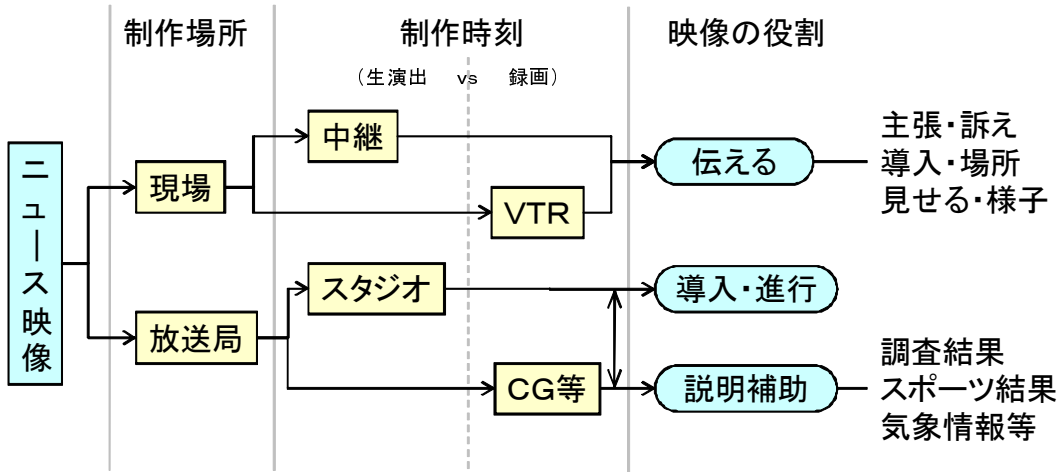 制作場所
制作時刻
映像の役割
(生演出 vs 録画)
ニュース映像
現場
放送局
中継
VTR
スタジオ
CG等
伝える
導入・進行
説明補助
主張・訴え
導入・場所
見せる・様子
調査結果
スポーツ結果
気象情報等